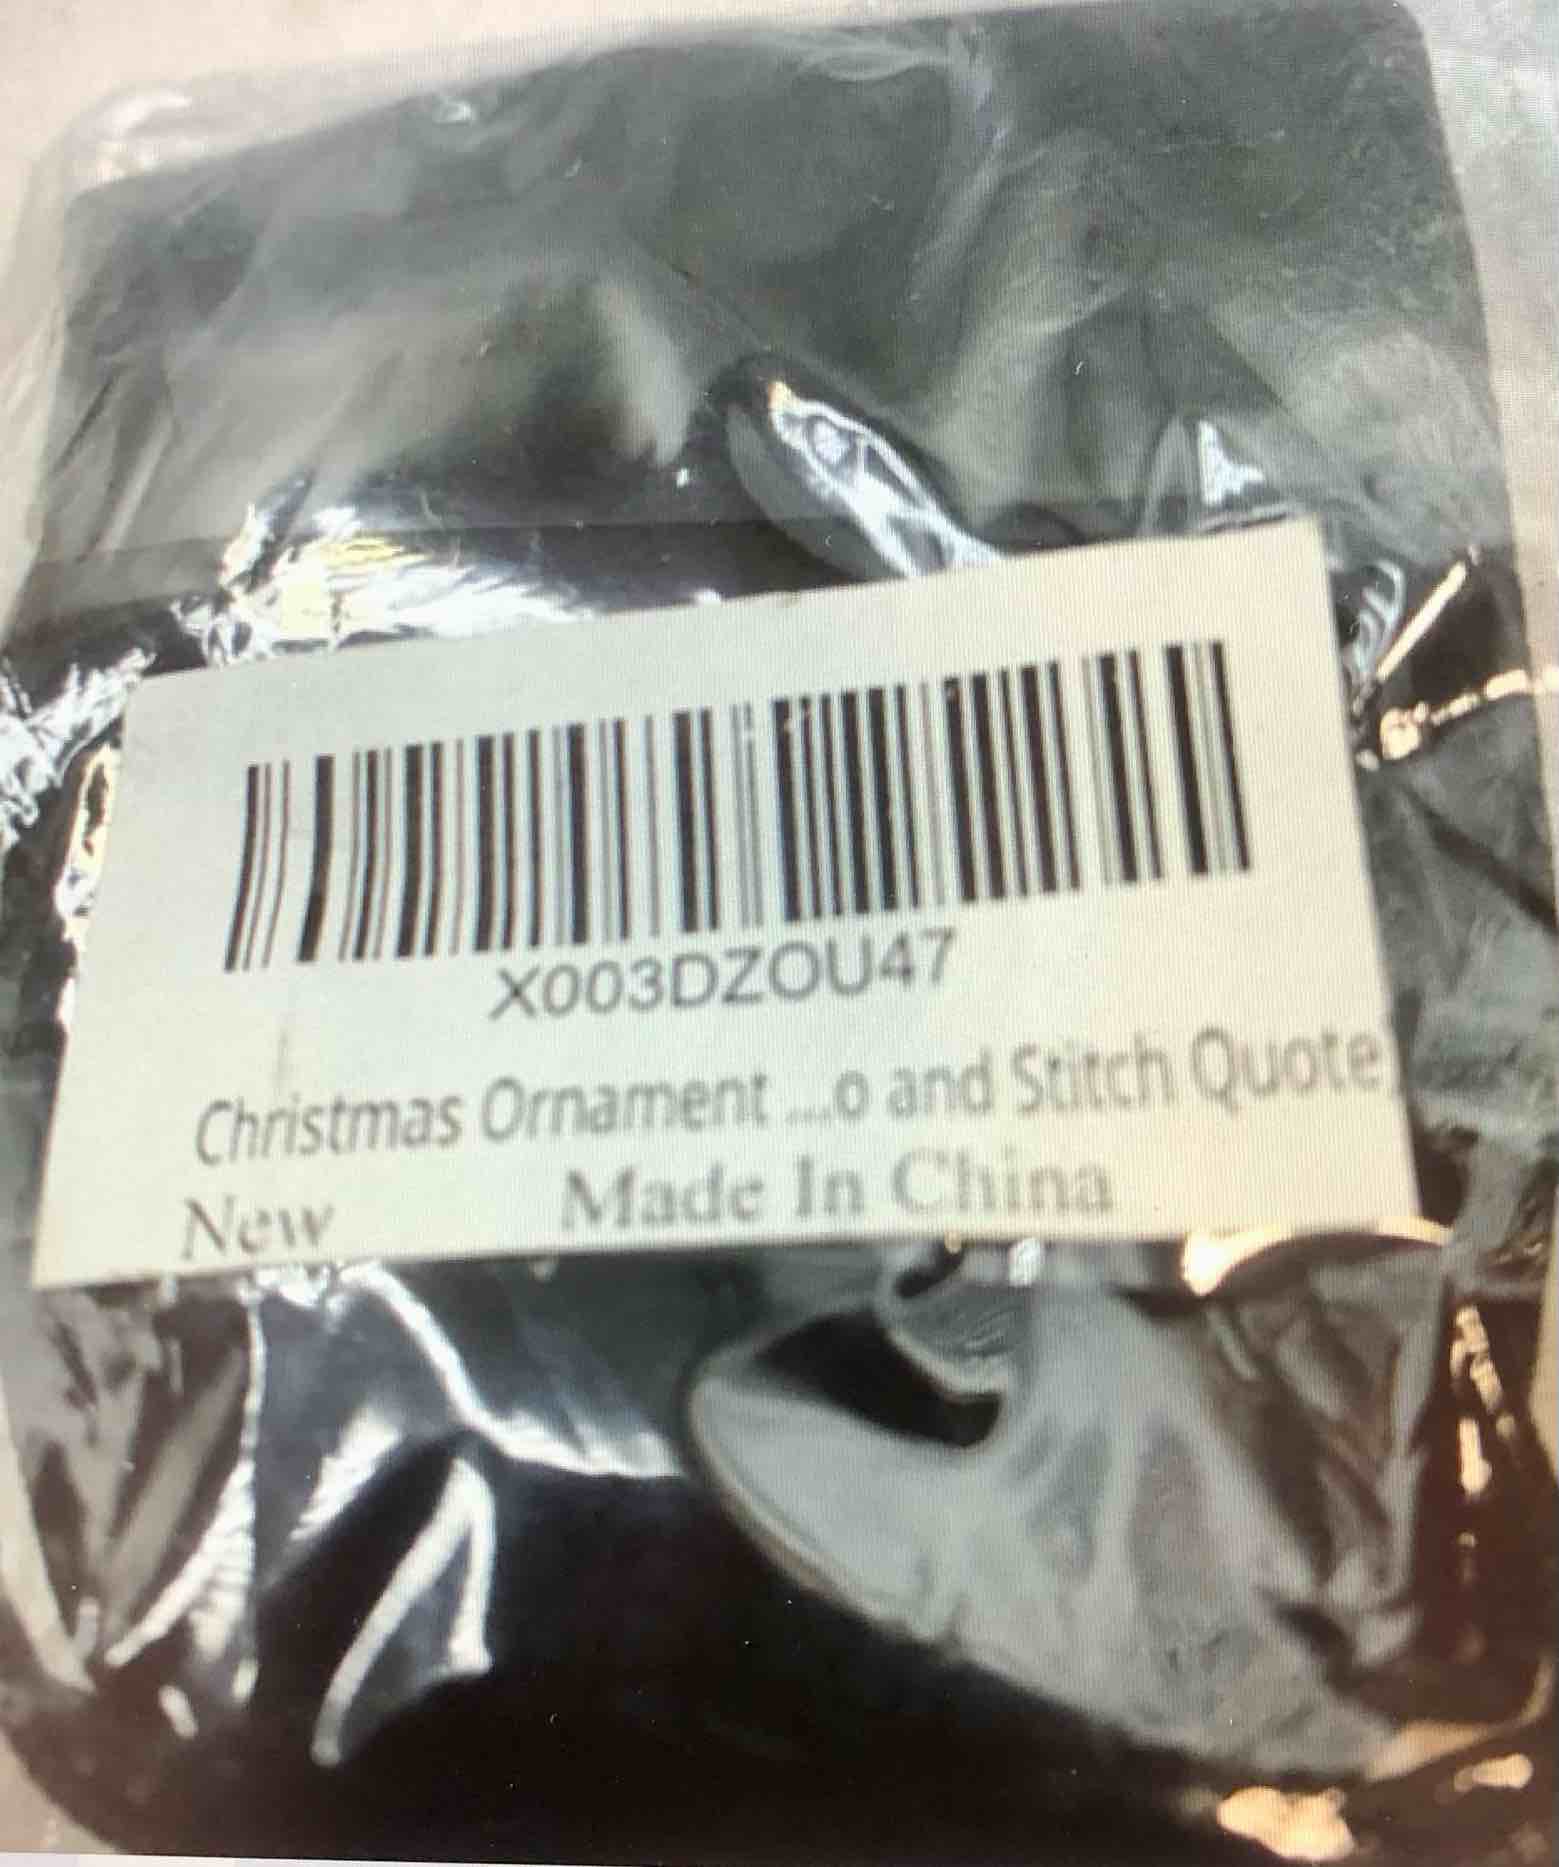 X003DZOU47
Christmas Ornament ...o and Stitch Quote
New Made In China